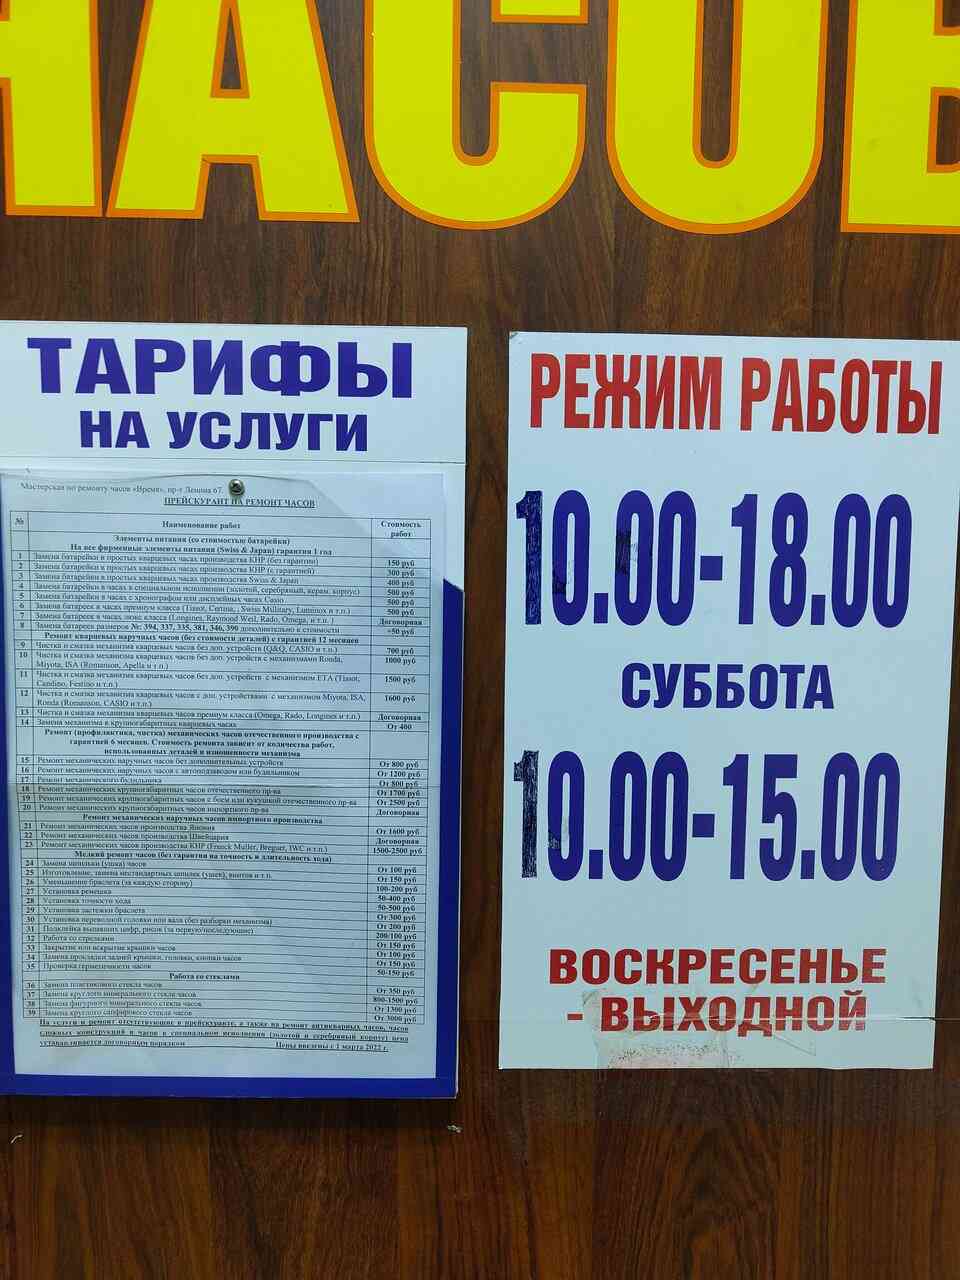 ЧАСОВ
ТАРИФЫ
НА УСЛУГИ
Мастерская по ремонту часов «Время», пр-т Ленина 67.
ПРЕЙСКУРАНТ НА РЕМОНТ ЧАСОВ
№ Наименование работ Стоимость работ
Элементы питания (со стоимостью батарейки)
На все фирменные элементы питания (Swiss & Japan) гарантия 1 год
1 Замена батарейки в простых кварцевых часах производства КНР (без гарантии) 150 руб
2 Замена батарейки в простых кварцевых часах производства КНР (с гарантией) 300 руб
3 Замена батарейки в простых кварцевых часах производства Swiss & Japan 400 руб
4 Замена батарейки в часах в специальном исполнении (золотой, серебряный, керам. корпус) 500 руб
5 Замена батарейки в часах с хронографом или дисплейных часах Casio 500 руб
6 Замена батареек в часах премиум класса (Tissot, Certina, , Swiss Military, Luminox и т.п.) 500 руб
7 Замена батареек в часах люкс класса (Longines, Raymond Weil, Rado, Omega, и т.п. ) Договорная
8 Замена батареек размеров №: 394, 337, 335, 381, 346, 390 дополнительно к стоимости +50 руб
Ремонт кварцевых наручных часов (без стоимости деталей) с гарантией 12 месяцев
9 Чистка и смазка механизма кварцевых часов без доп. устройств (Q&Q, CASIO и т.п.) 700 руб
10 Чистка и смазка механизма кварцевых часов без доп. устройств с механизмами Ronda, 1000 руб
Miyota, ISA (Romanson, Apella и т.п.)
11 Чистка и смазка механизма кварцевых часов без доп. устройств с механизмом ETA (Tissot, 1500 руб
Candino, Festino и т.п.)
12 Чистка и смазка механизма кварцевых часов с доп. устройствами с механизмом Miyota, ISA, 1600 руб
Ronda (Romanson, CASIO и т.п.)
13 Чистка и смазка механизма кварцевых часов премиум класса (Omega, Rado, Longines и т.п.) Договорная
14 Замена механизма в крупногабаритных кварцевых часах От 400
Ремонт (профилактика, чистка) механических часов отечественного производства с
гарантией 6 месяцев. Стоимость ремонта зависит от количества работ,
использованных деталей и изношенности механизма
15 Ремонт механических наручных часов без дополнительных устройств От 800 руб
16 Ремонт механических наручных часов с автоподзаводом или будильником От 1200 руб
17 Ремонт механического будильника От 800 руб
18 Ремонт механических крупногабаритных часов отечественного пр-ва От 1700 руб
19 Ремонт механических крупногабаритных часов с боем или кукушкой отечественного пр-ва От 2500 руб
20 Ремонт механических крупногабаритных часов импортного пр-ва Договорная
Ремонт механических наручных часов импортного производства
21 Ремонт механических часов производства Япония От 1600 руб
22 Ремонт механических часов производства Швейцария Договорная
23 Ремонт механических часов производства КНР (Franck Muller, Breguer, IWC и т.п.) 1500-2500 руб
Мелкий ремонт часов (без гарантии на точность и длительность хода)
24 Замена шпильки (ушка) часов От 100 руб
25 Изготовление, замена нестандартных шпилек (ушек), винтов и т.п. От 150 руб
26 Уменьшение браслета (за каждую сторону) 100-200 руб
27 Установка ремешка 50-400 руб
28 Установка точности хода 50-500 руб
29 Установка застежки браслета От 300 руб
30 Установка переводной головки или вала (без разборки механизма) От 200 руб
31 Подклейка выпавших цифр, рисок (за первую/последующие) 200/100 руб
32 Работа со стрелками От 150 руб
33 Закрытие или вскрытие крышки часов От 100 руб
34 Замена прокладки задней крышки, головки, кнопки часов От 150 руб
35 Проверка герметичности часов 50-150 руб
Работа со стеклами
36 Замена пластикового стекла часов От 350 руб
37 Замена круглого минерального стекла часов 800-1500 руб
38 Замена фигурного минерального стекла часов От 1300 руб
39 Замена круглого сапфирового стекла часов От 3000 руб
На услуги и ремонт отсутствующие в прейскуранте, а также на ремонт антикварных часов, часов
сложных конструкций и часов в специальном исполнении (золотой и серебряный корпус) цена
устанавливается договорным порядком Цены введены с 1 марта 2022 г.
РЕЖИМ РАБОТЫ
10.00-18.00
СУББОТА
10.00-15.00
ВОСКРЕСЕНЬЕ
- ВЫХОДНОЙ